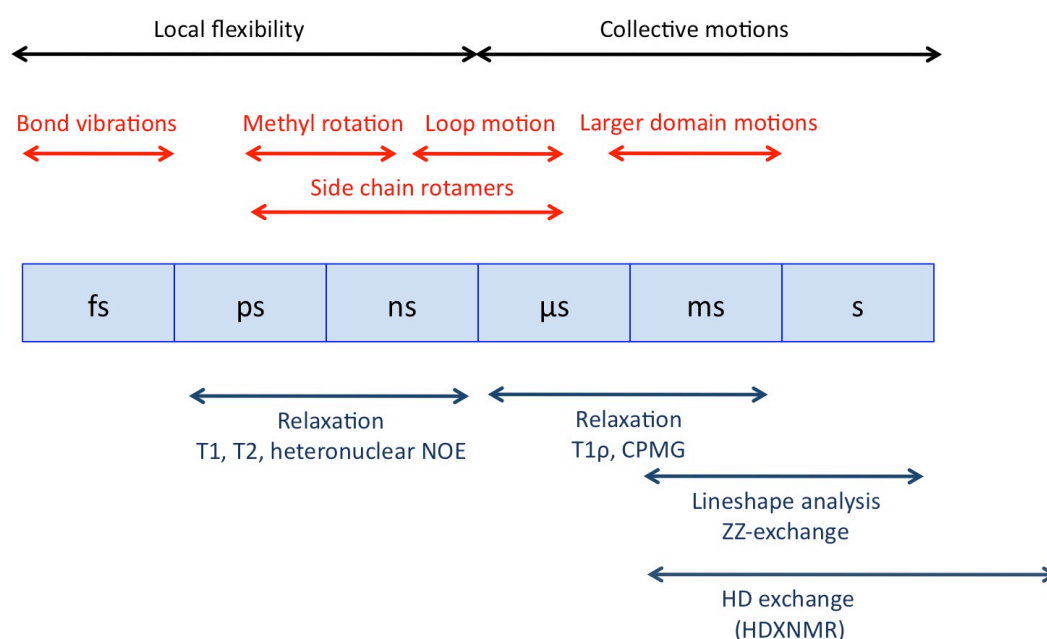 Local flexibility
Collective motions
Bond vibrations
Methyl rotation
Loop motion
Larger domain motions
Side chain rotamers
fs
ps
ns
µs
ms
s
Relaxation
T1, T2, heteronuclear NOE
Relaxation
T1ρ, CPMG
Lineshape analysis
ZZ-exchange
HD exchange
(HDXNMR)